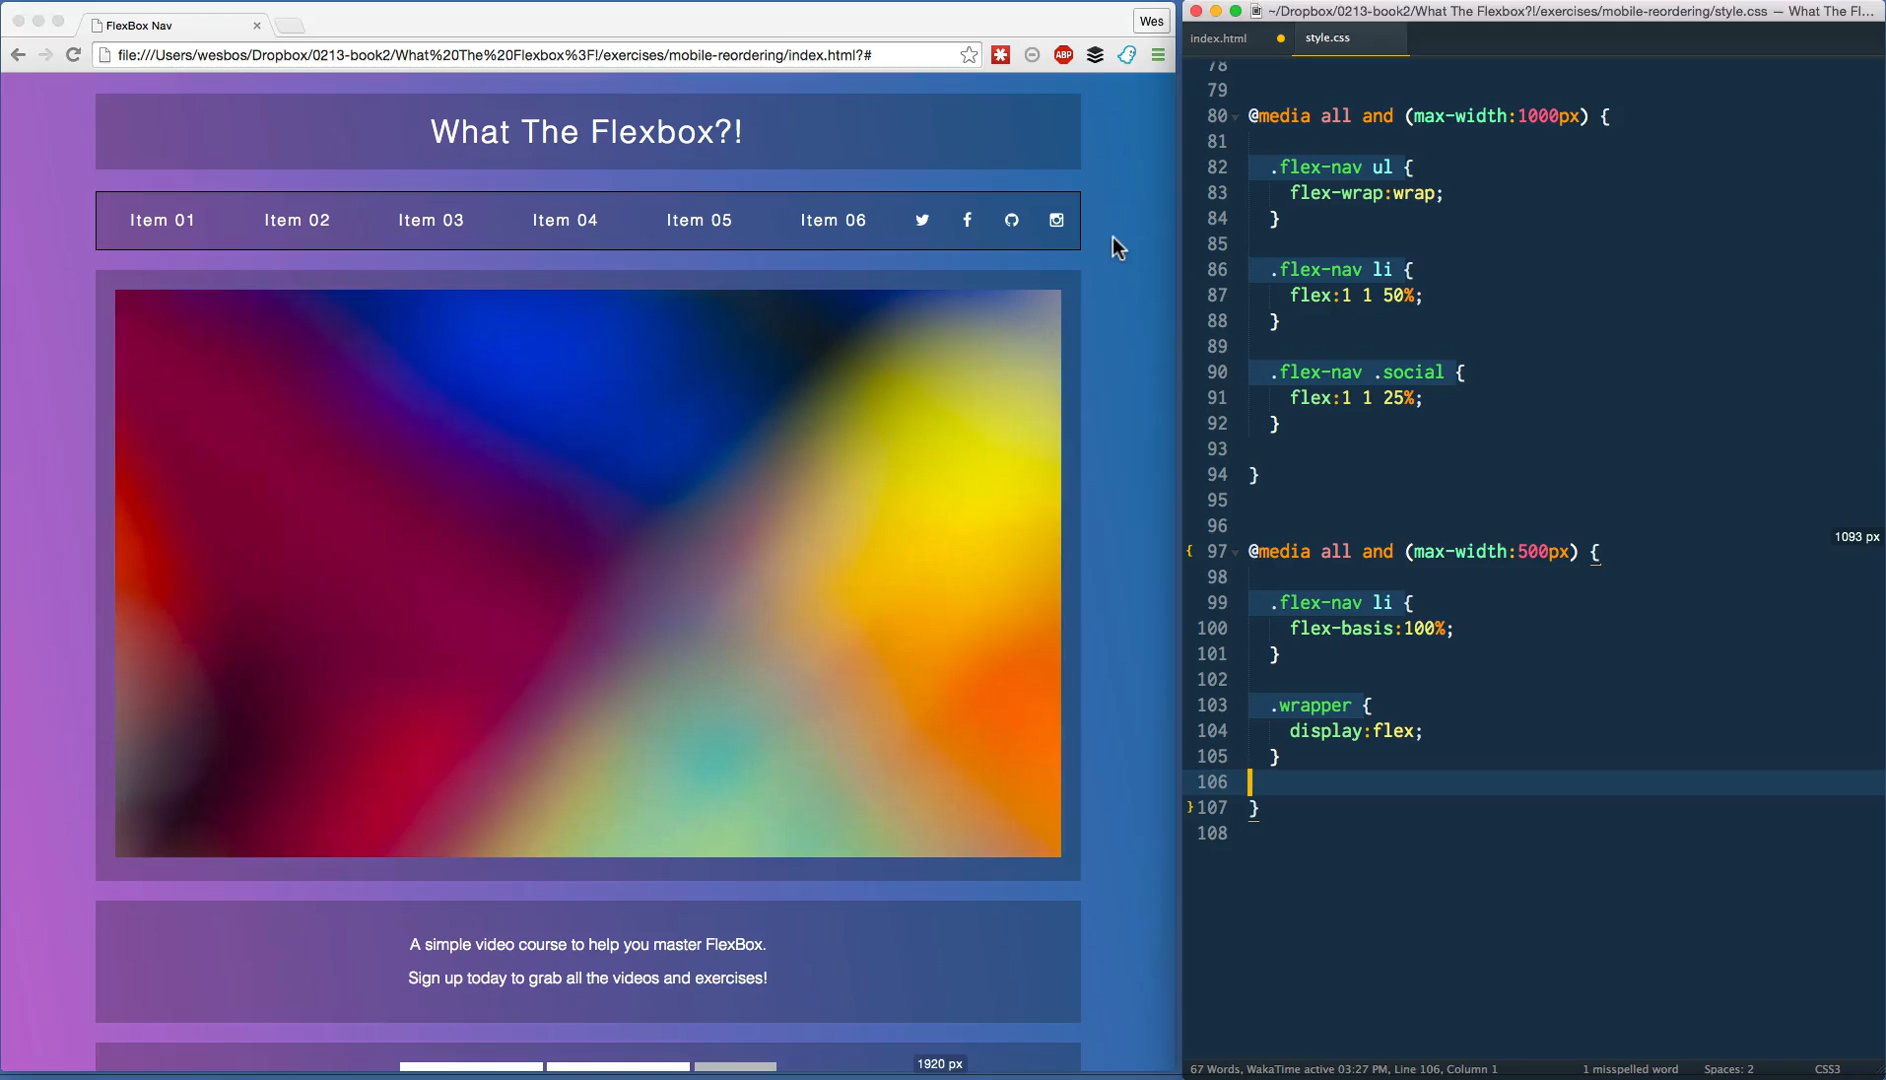 FlexBox Nav
Wes
file:///Users/wesbos/Dropbox/0213-book2/What%20The%20Flexbox%3F!/exercises/mobile-reordering/index.html?#
ABP
What The Flexbox?!
Item 01 Item 02 Item 03 Item 04 Item 05 Item 06
A simple video course to help you master FlexBox.
Sign up today to grab all the videos and exercises!
1920 px
~/Dropbox/0213-book2/What The Flexbox?!/exercises/mobile-reordering/style.css — What The Fl...
index.html style.css
78
79
80 @media all and (max-width:1000px) {
81
82 .flex-nav ul {
83 flex-wrap:wrap;
84 }
85
86 .flex-nav li {
87 flex:1 1 50%;
88 }
89
90 .flex-nav .social {
91 flex:1 1 25%;
92 }
93
94 }
95
96
1093 px
{ 97 @media all and (max-width:500px) {
98
99 .flex-nav li {
100 flex-basis:100%;
101 }
102
103 .wrapper {
104 display:flex;
105 }
106
}107 }
108
67 Words, WakaTime active 03:27 PM, Line 106, Column 1 1 misspelled word Spaces: 2 CSS3